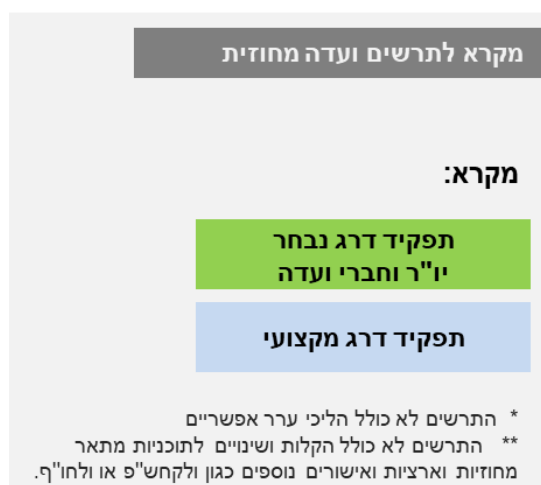 מקרא לתרשים ועדה מחוזית
מקרא:
תפקיד דרג נבחר
יו"ר וחברי ועדה
תפקיד דרג מקצועי
* התרשים לא כולל הליכי ערר אפשריים
** התרשים לא כולל הקלות ושינויים לתוכניות מתאר
מחוזיות וארציות ואישורים נוספים כגון ולקחש"פ או ולחו"ף.